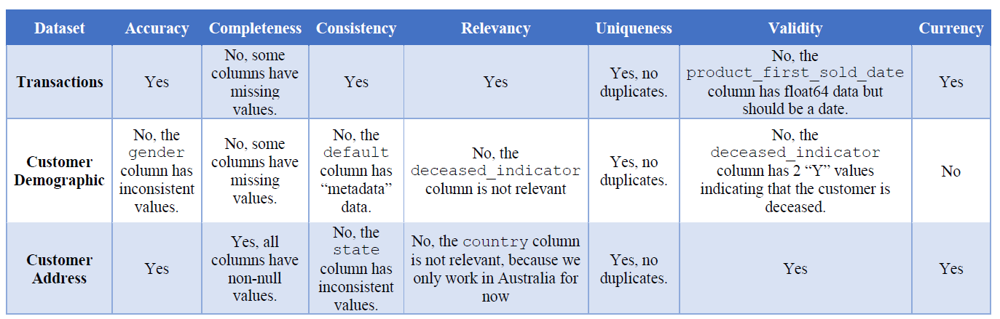 Dataset Accuracy Completeness Consistency Relevancy Uniqueness Validity Currency
Transactions
Yes
No, some
columns have
missing
values.
Yes
Yes
Yes, no
duplicates.
No, the
product_first_sold_date
column has float64 data but
should be a date.
Yes
Customer
Demographic
No, the
gender
column has
inconsistent
values.
No, some
columns have
missing
values.
No, the
default
column has
“metadata”
data.
No, the
deceased_indicator
column is not relevant
Yes, no
duplicates.
No, the
deceased_indicator
column has 2 “Y” values
indicating that the customer is
deceased.
No
Customer
Address
Yes
Yes, all
columns have
non-null
values.
No, the
state
column has
inconsistent
values.
No, the country column
is not relevant, because we
only work in Australia for
now
Yes, no
duplicates.
Yes
Yes